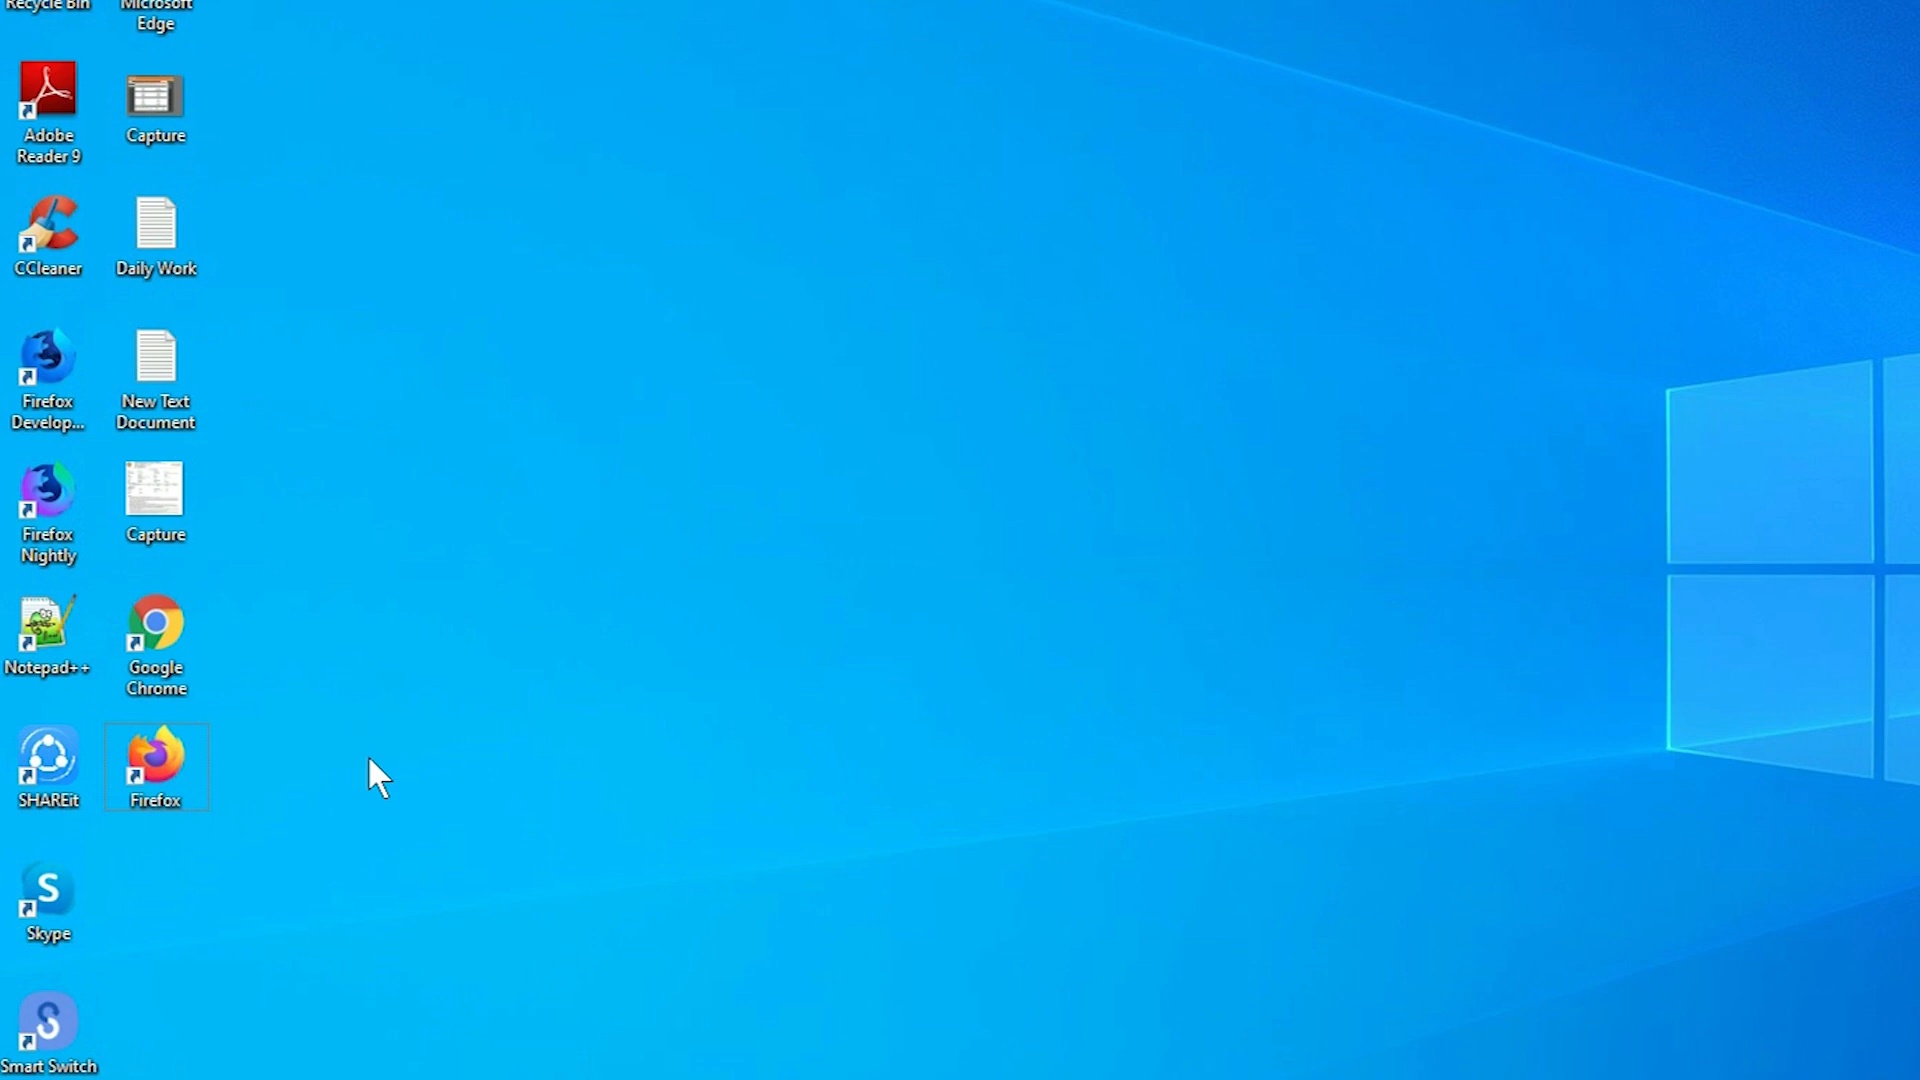 Recycle Bin
Microsoft
Edge
Adobe
Reader 9
Capture
CCleaner
Daily Work
Firefox
Develop...
New Text
Document
Firefox
Nightly
Capture
Notepad++
Google
Chrome
SHAREit
Firefox
Skype
Smart Switch